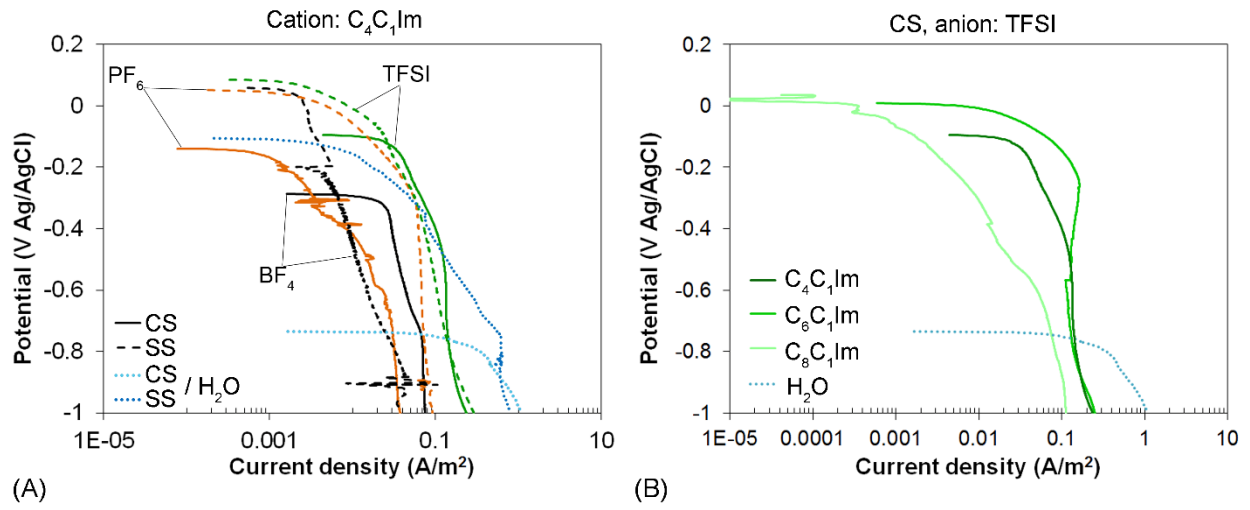 Cation: C₄C₁Im
0.2
0
-0.2
-0.4
-0.6
-0.8
-1
Potential (V Ag/AgCl)
PF₆
TFSI
BF₄
CS
SS
CS
SS
/ H₂O
1E-05
0.001
0.1
10
Current density (A/m²)
(A)
CS, anion: TFSI
0.2
0
-0.2
-0.4
-0.6
-0.8
-1
Potential (V Ag/AgCl)
C₄C₁Im
C₆C₁Im
C₈C₁Im
H₂O
1E-05
0.0001
0.001
0.01
0.1
1
10
Current density (A/m²)
(B)